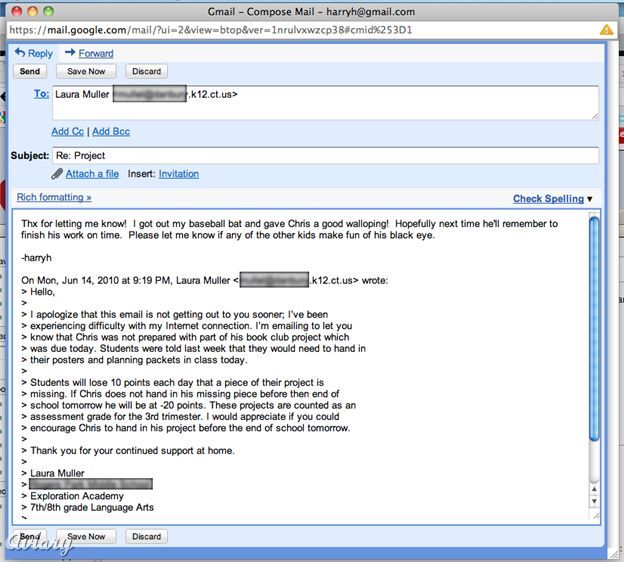 Gmail - Compose Mail - harryh@gmail.com
https://mail.google.com/mail/?ui=2&view=btop&ver=1nrulvxwzcp38#cmid%253D1
Reply Forward
Send Save Now Discard
To: Laura Muller .k12.ct.us>
Add Cc | Add Bcc
Subject: Re: Project
Attach a file Insert: Invitation
Rich formatting » Check Spelling ▼
Thx for letting me know! I got out my baseball bat and gave Chris a good walloping! Hopefully next time he'll remember to
finish his work on time. Please let me know if any of the other kids make fun of his black eye.
-harryh
On Mon, Jun 14, 2010 at 9:19 PM, Laura Muller < .k12.ct.us> wrote:
> Hello,
>
> I apologize that this email is not getting out to you sooner; I've been
> experiencing difficulty with my Internet connection. I'm emailing to let you
> know that Chris was not prepared with part of his book club project which
> was due today. Students were told last week that they would need to hand in
> their posters and planning packets in class today.
>
> Students will lose 10 points each day that a piece of their project is
> missing. If Chris does not hand in his missing piece before then end of
> school tomorrow he will be at -20 points. These projects are counted as an
> assessment grade for the 3rd trimester. I would appreciate if you could
> encourage Chris to hand in his project before the end of school tomorrow.
>
> Thank you for your continued support at home.
>
> Laura Muller
>
> Exploration Academy
> 7th/8th grade Language Arts
>
Send Save Now Discard
aviary